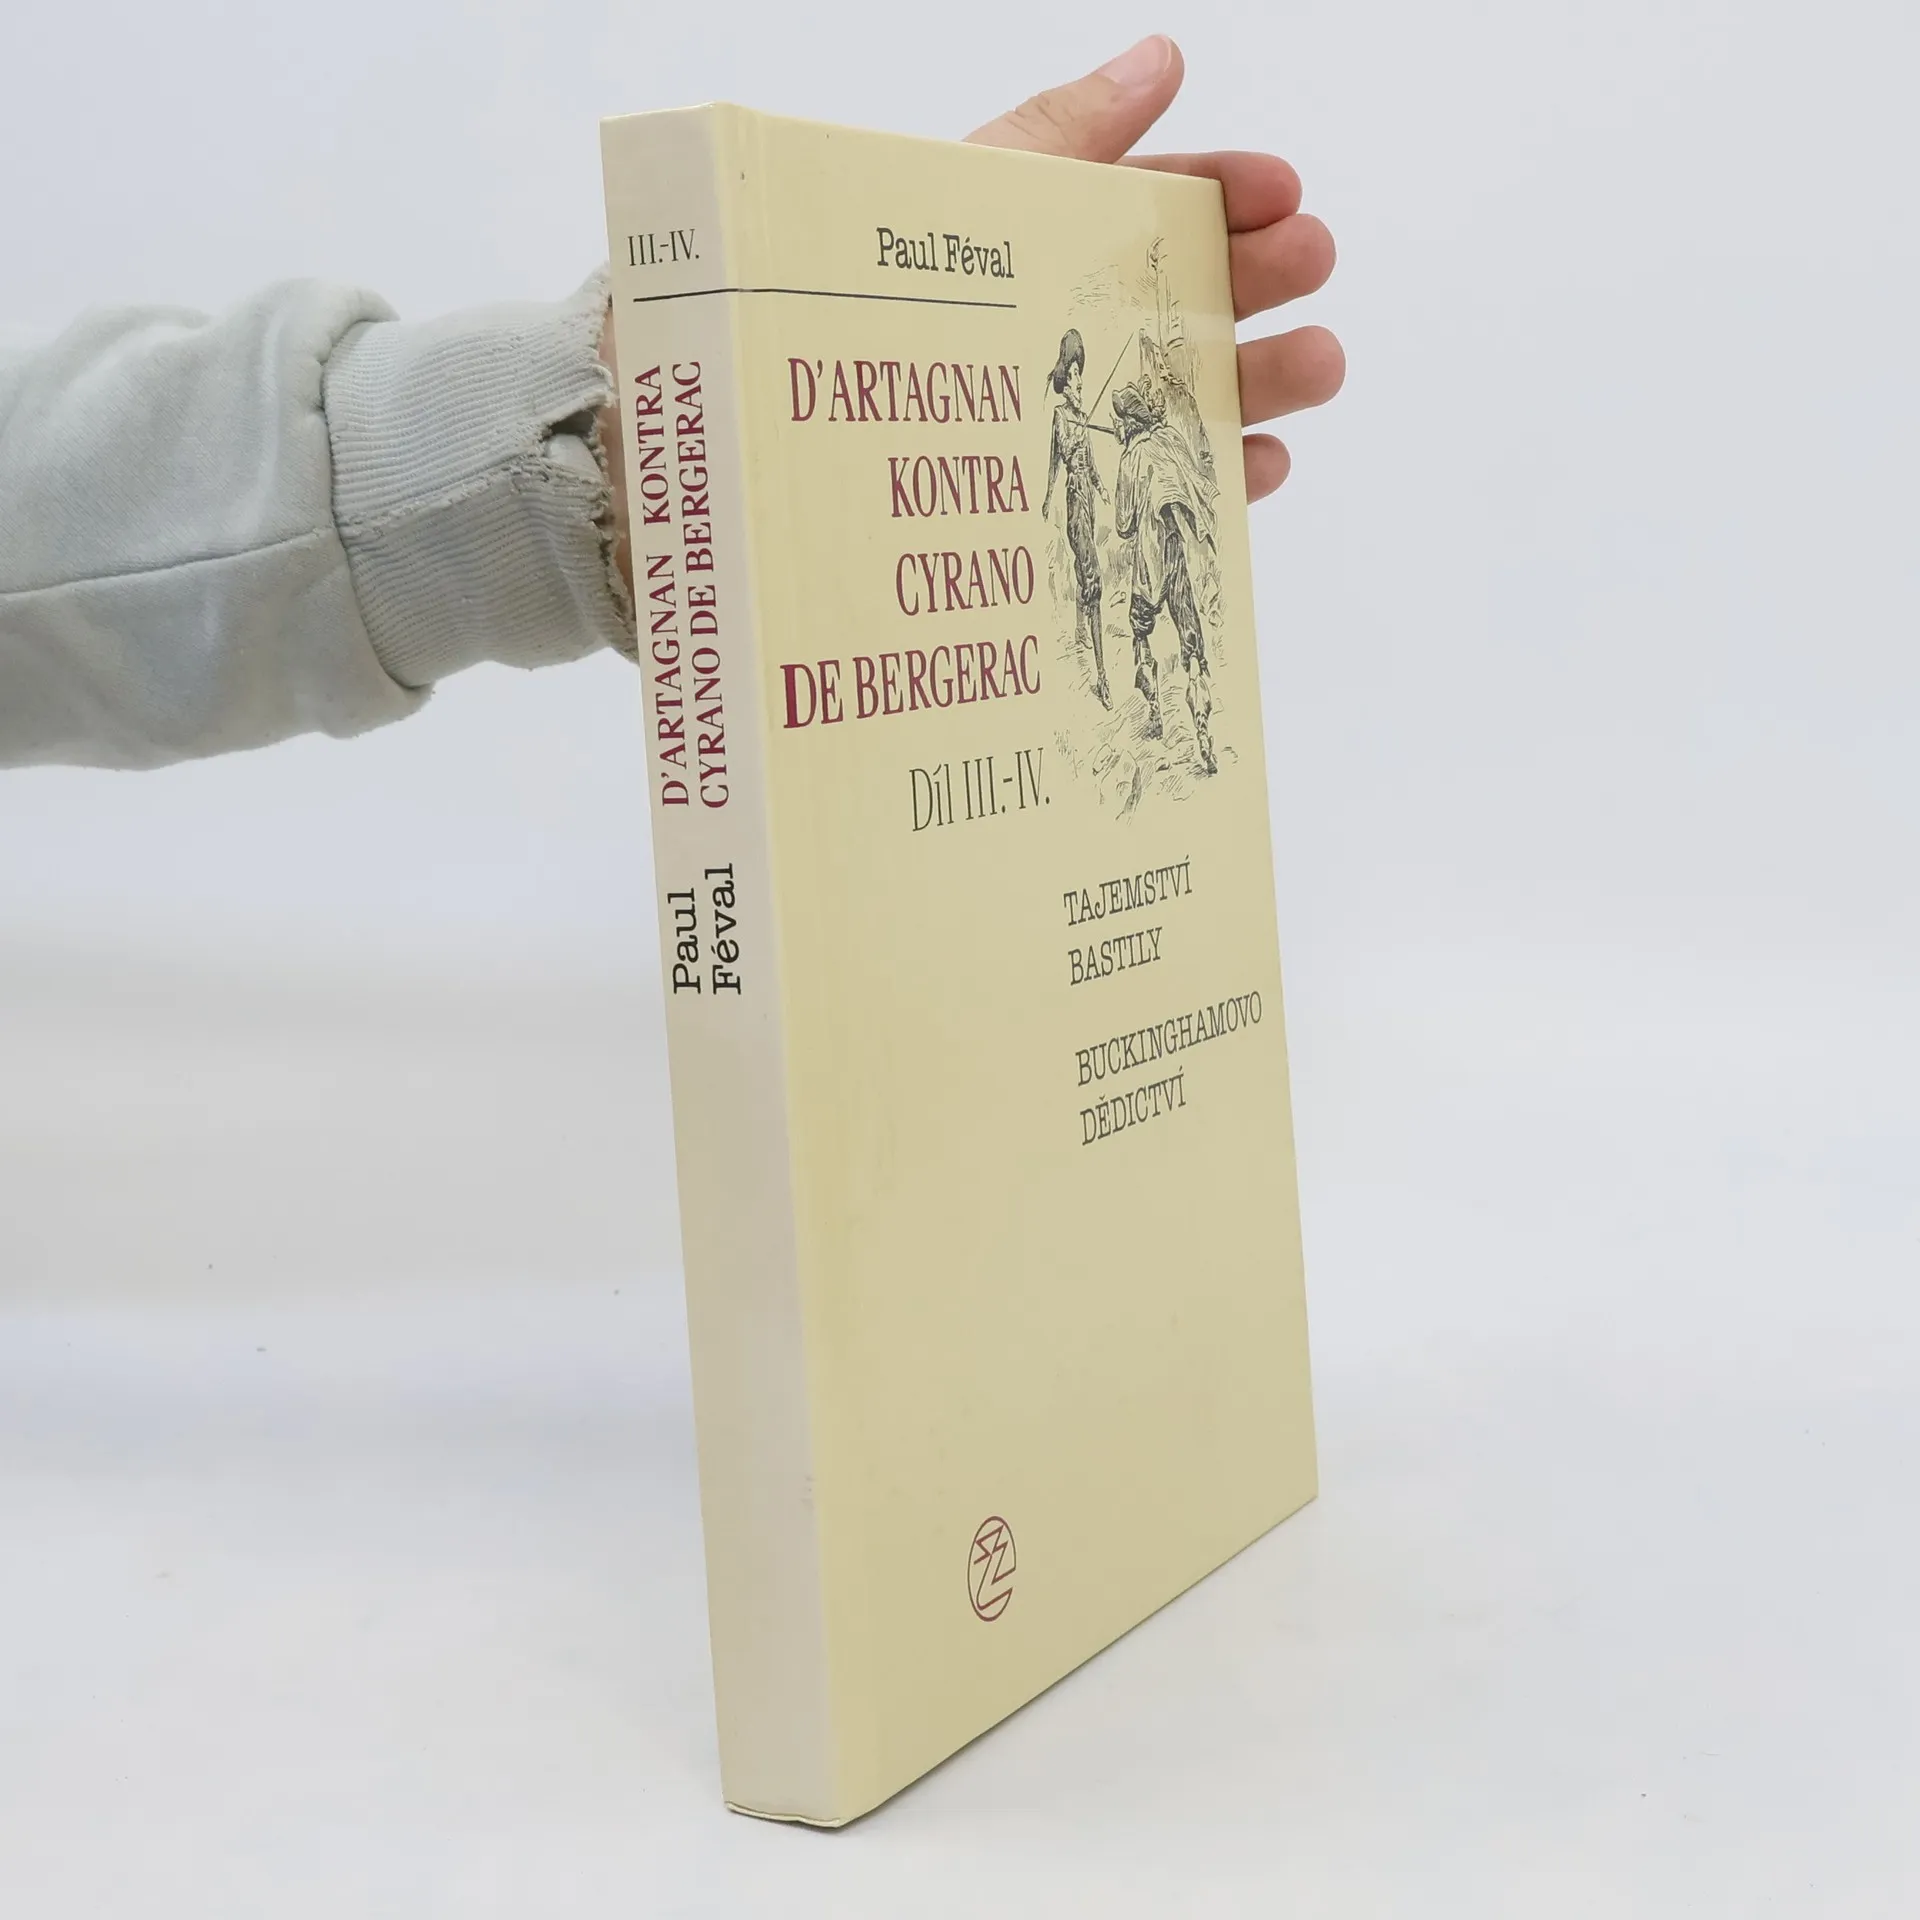 III.-IV.
D'ARTAGNAN KONTRA
CYRANO DE BERGERAC
Paul
Féval
Paul Féval
D'ARTAGNAN
KONTRA
CYRANO
DE BERGERAC
Díl III.-IV.
TAJEMSTVÍ
BASTILY
BUCKINGHAMOVO
DĚDICTVÍ